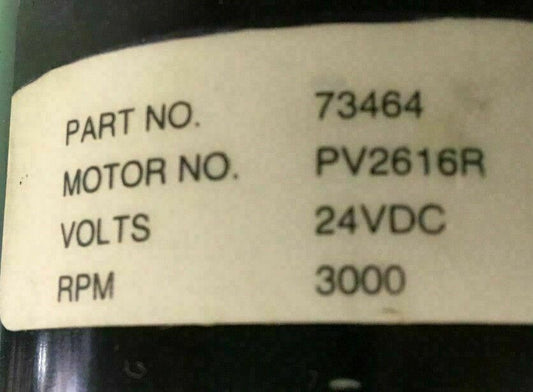 PART NO. 73464
MOTOR NO. PV2616R
VOLTS 24VDC
RPM 3000